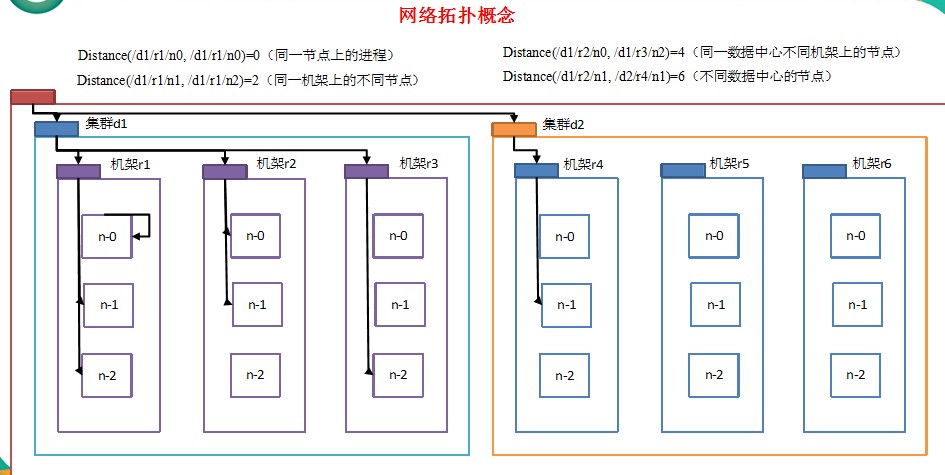 网络拓扑概念
Distance(/d1/r1/n0, /d1/r1/n0)=0（同一节点上的进程）
Distance(/d1/r1/n1, /d1/r1/n2)=2（同一机架上的不同节点）
Distance(/d1/r2/n0, /d1/r3/n2)=4（同一数据中心不同机架上的节点）
Distance(/d1/r2/n1, /d2/r4/n1)=6（不同数据中心的节点）
集群d1
集群d2
机架r1
机架r2
机架r3
机架r4
机架r5
机架r6
n-0
n-0
n-0
n-0
n-0
n-0
n-1
n-1
n-1
n-1
n-1
n-1
n-2
n-2
n-2
n-2
n-2
n-2